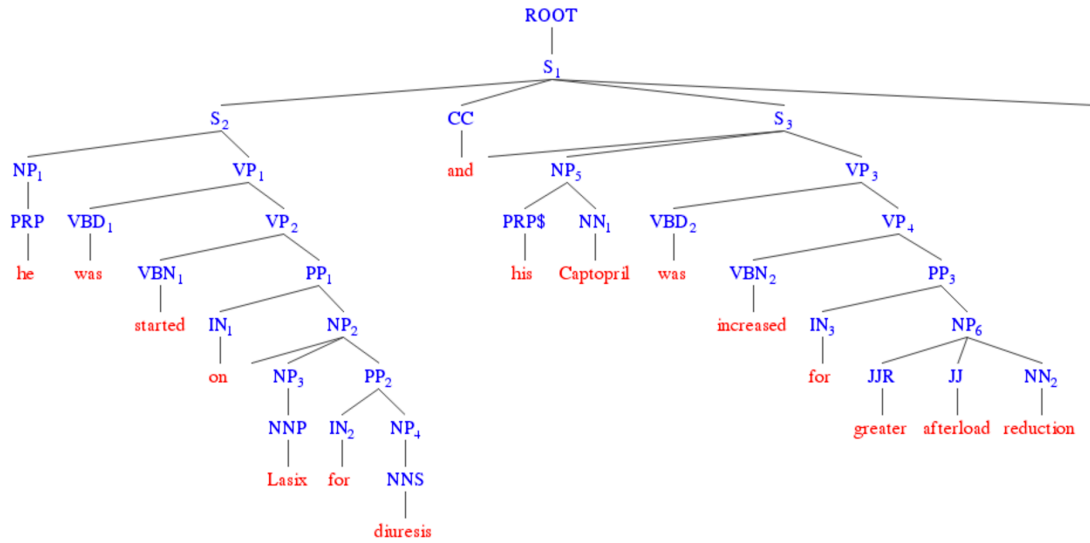 ROOT
S1
S2 CC S3
NP1 VP1 and NP5 VP3
PRP VBD1 VP2 PRP$ NN1 VBD2 VP4
he was VBN1 PP1 his Captopril was VBN2 PP3
started IN1 NP2 increased IN3 NP6
on NP3 PP2 for JJR JJ NN2
NNP IN2 NP4 greater afterload reduction
Lasix for NNS
diuresis